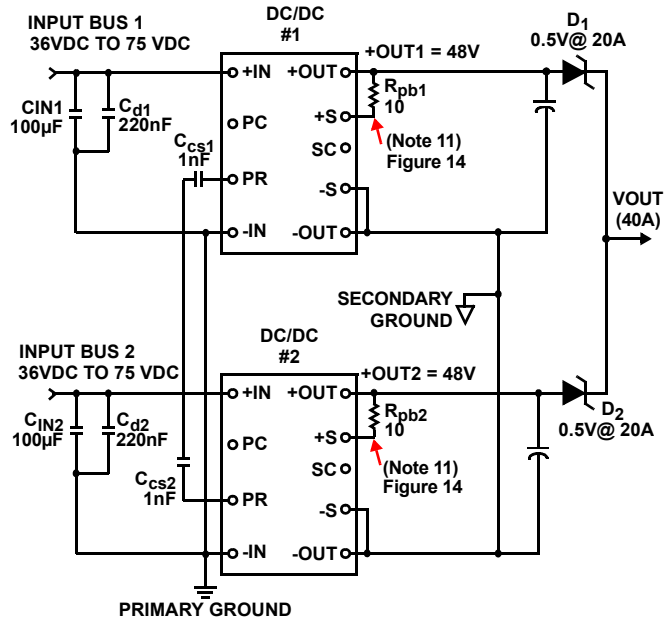 INPUT BUS 1
36VDC TO 75 VDC
DC/DC
#1
+OUT1 = 48V
D1
0.5V@ 20A
+IN
+OUT
CIN1
100µF
Cd1
220nF
Rpb1
10
PC
+S
(Note 11)
Figure 14
SC
Ccs1
1nF
PR
-S
VOUT
(40A)
-IN
-OUT
SECONDARY
GROUND
INPUT BUS 2
36VDC TO 75 VDC
DC/DC
#2
+OUT2 = 48V
D2
0.5V@ 20A
+IN
+OUT
CIN2
100µF
Cd2
220nF
Rpb2
10
PC
+S
(Note 11)
Figure 14
SC
Ccs2
1nF
PR
-S
-IN
-OUT
PRIMARY GROUND